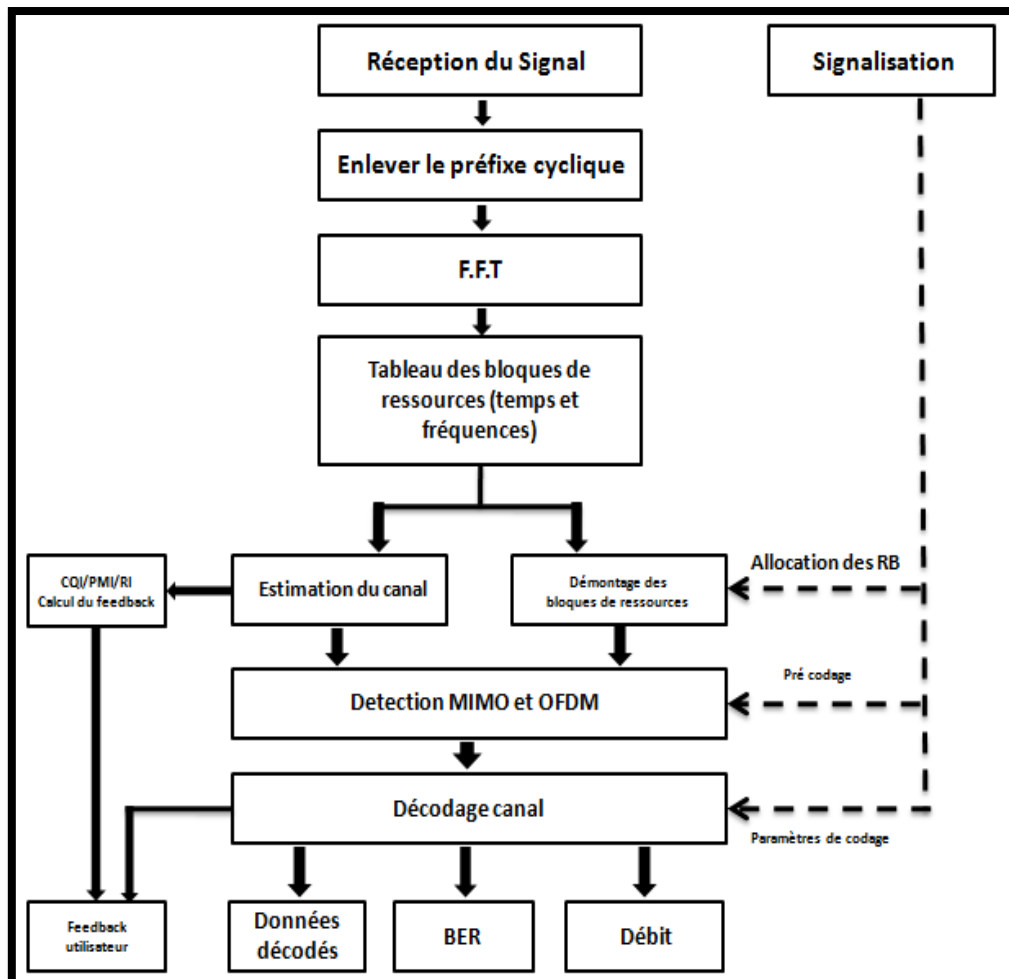 Réception du Signal
Signalisation
Enlever le préfixe cyclique
F.F.T
Tableau des bloques de
ressources (temps et
fréquences)
CQI/PMI/RI
Calcul du feedback
Estimation du canal
Démontage des
bloques de ressources
Allocation des RB
Detection MIMO et OFDM
Pré codage
Décodage canal
Paramètres de codage
Feedback
utilisateur
Données
décodés
BER
Débit